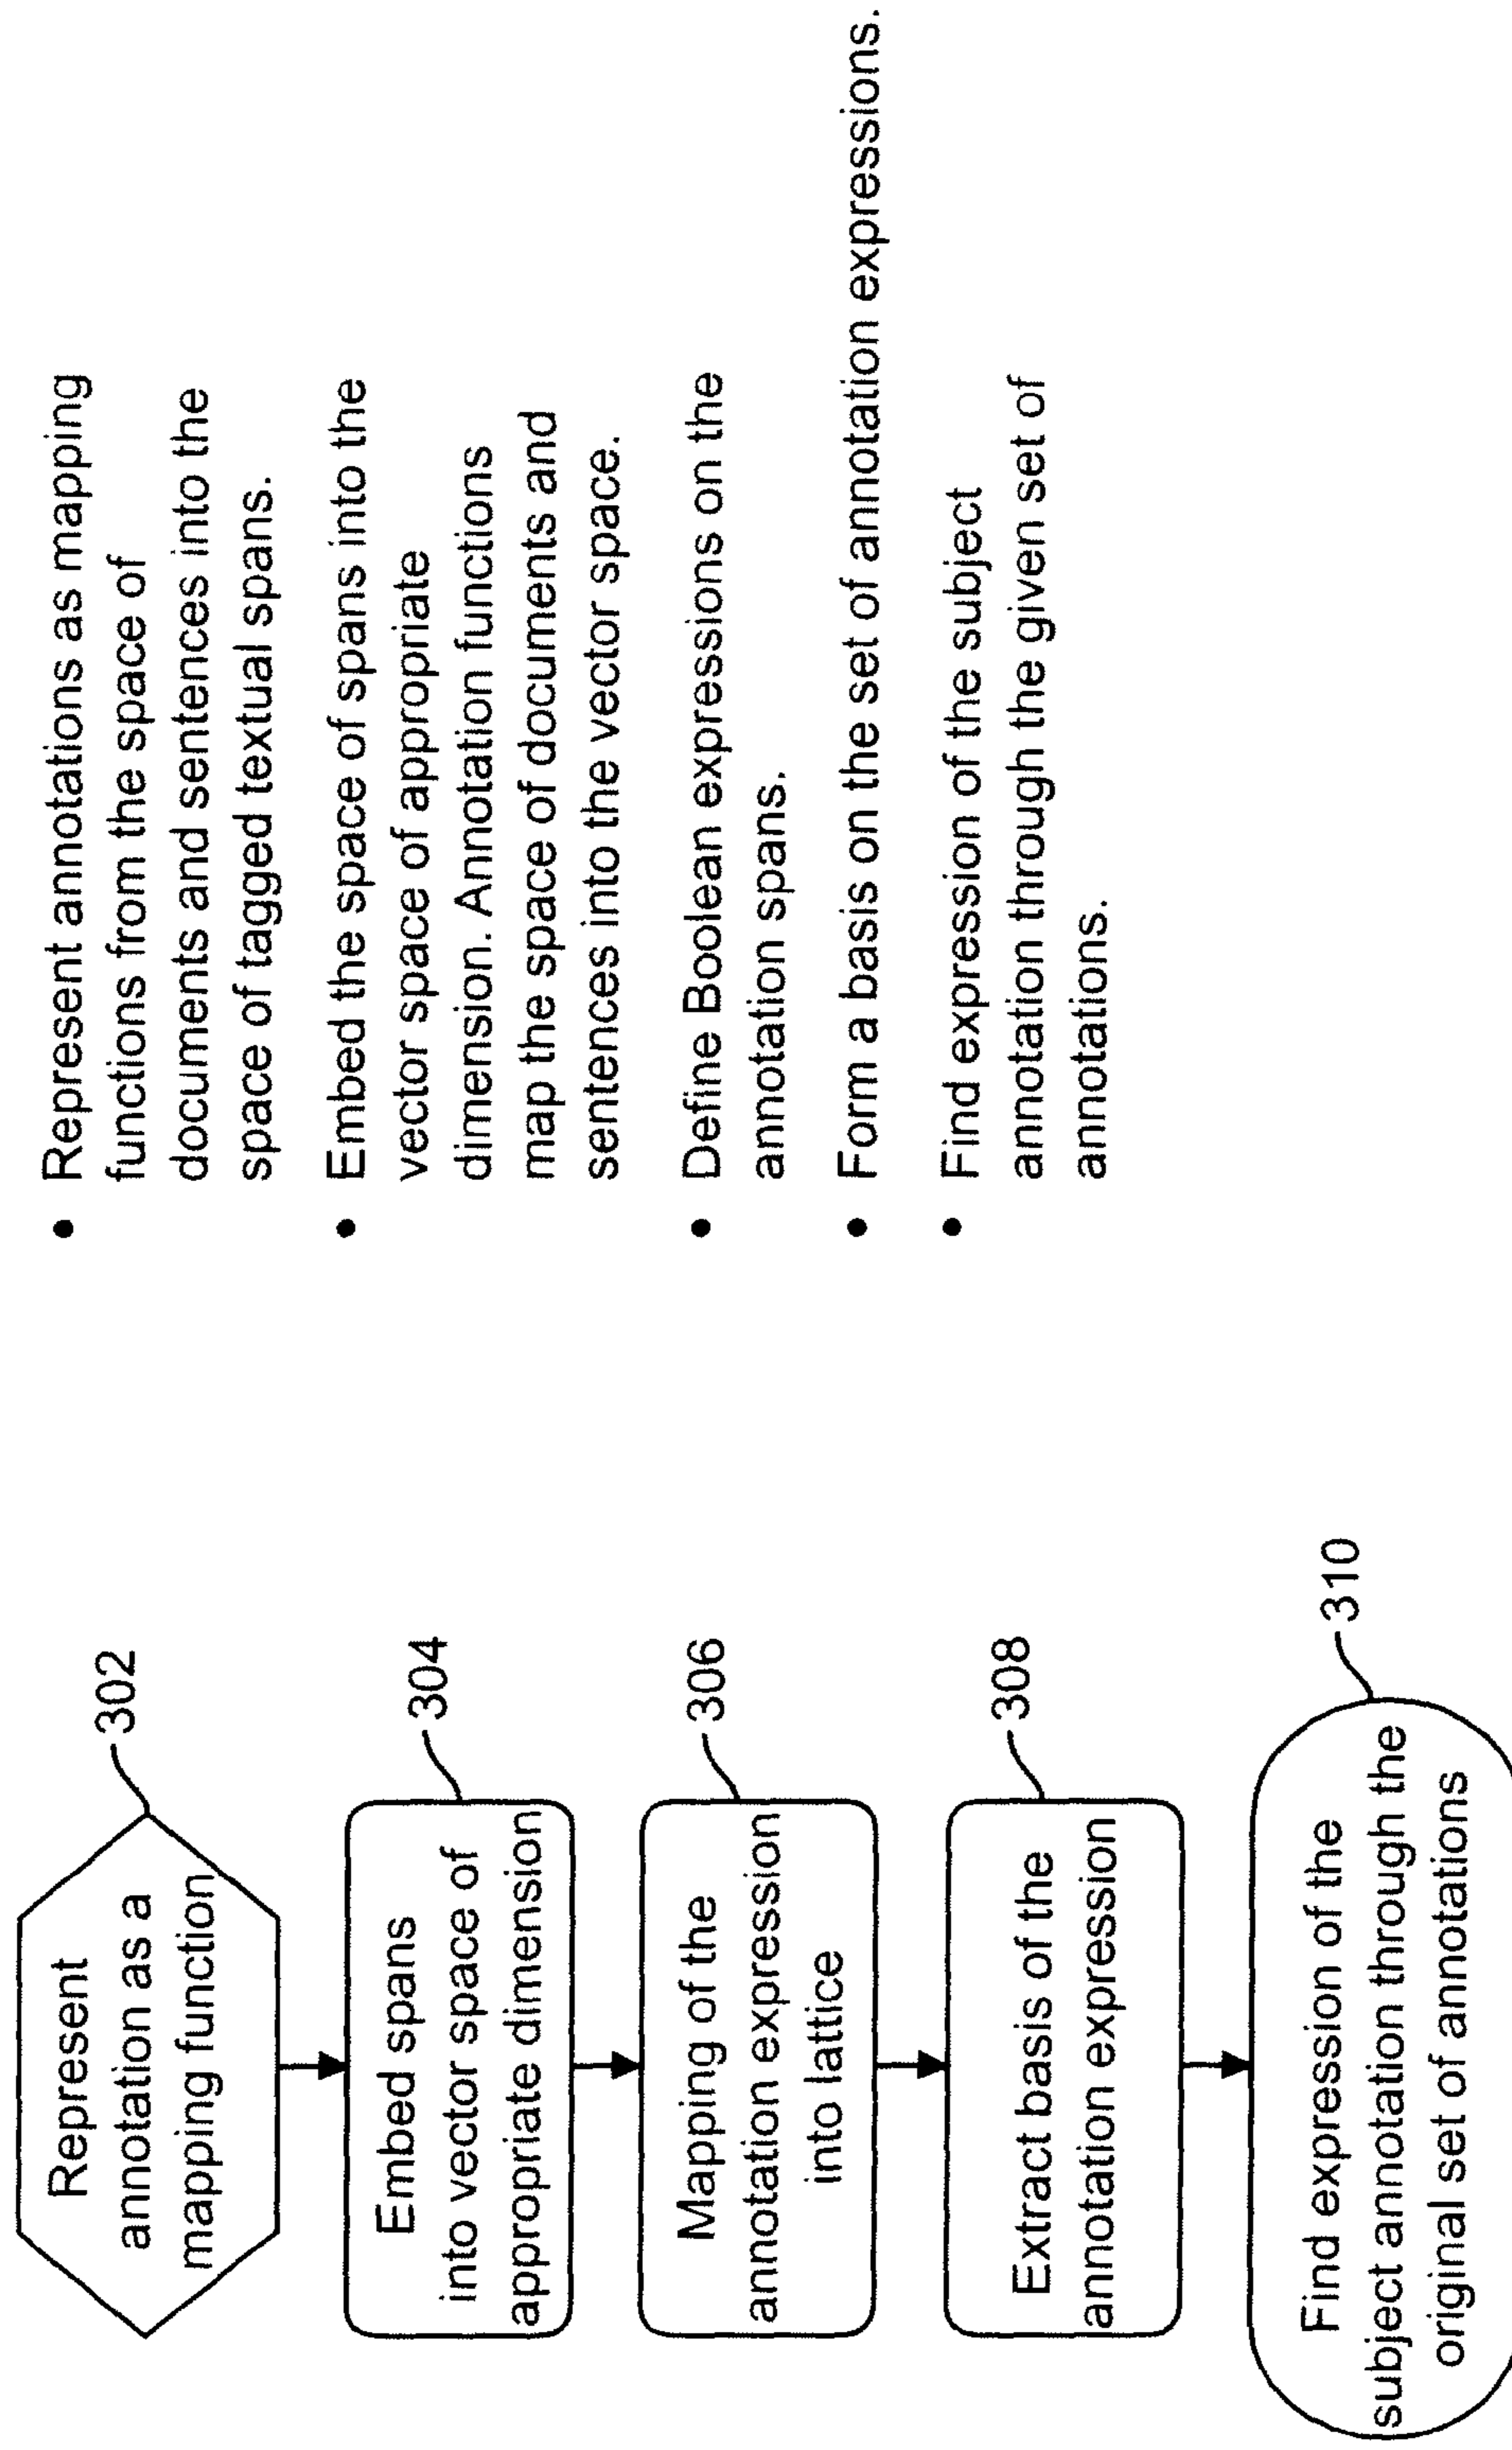 Represent
annotation as a
mapping function
302
Embed spans
into vector space of
appropriate dimension
304
Mapping of the
annotation expression
into lattice
306
Extract basis of the
annotation expression
308
Find expression of the
subject annotation through the
original set of annotations
310
• Represent annotations as mapping
functions from the space of
documents and sentences into the
space of tagged textual spans.
• Embed the space of spans into the
vector space of appropriate
dimension. Annotation functions
map the space of documents and
sentences into the vector space.
• Define Boolean expressions on the
annotation spans.
• Form a basis on the set of annotation expressions.
• Find expression of the subject
annotation through the given set of
annotations.